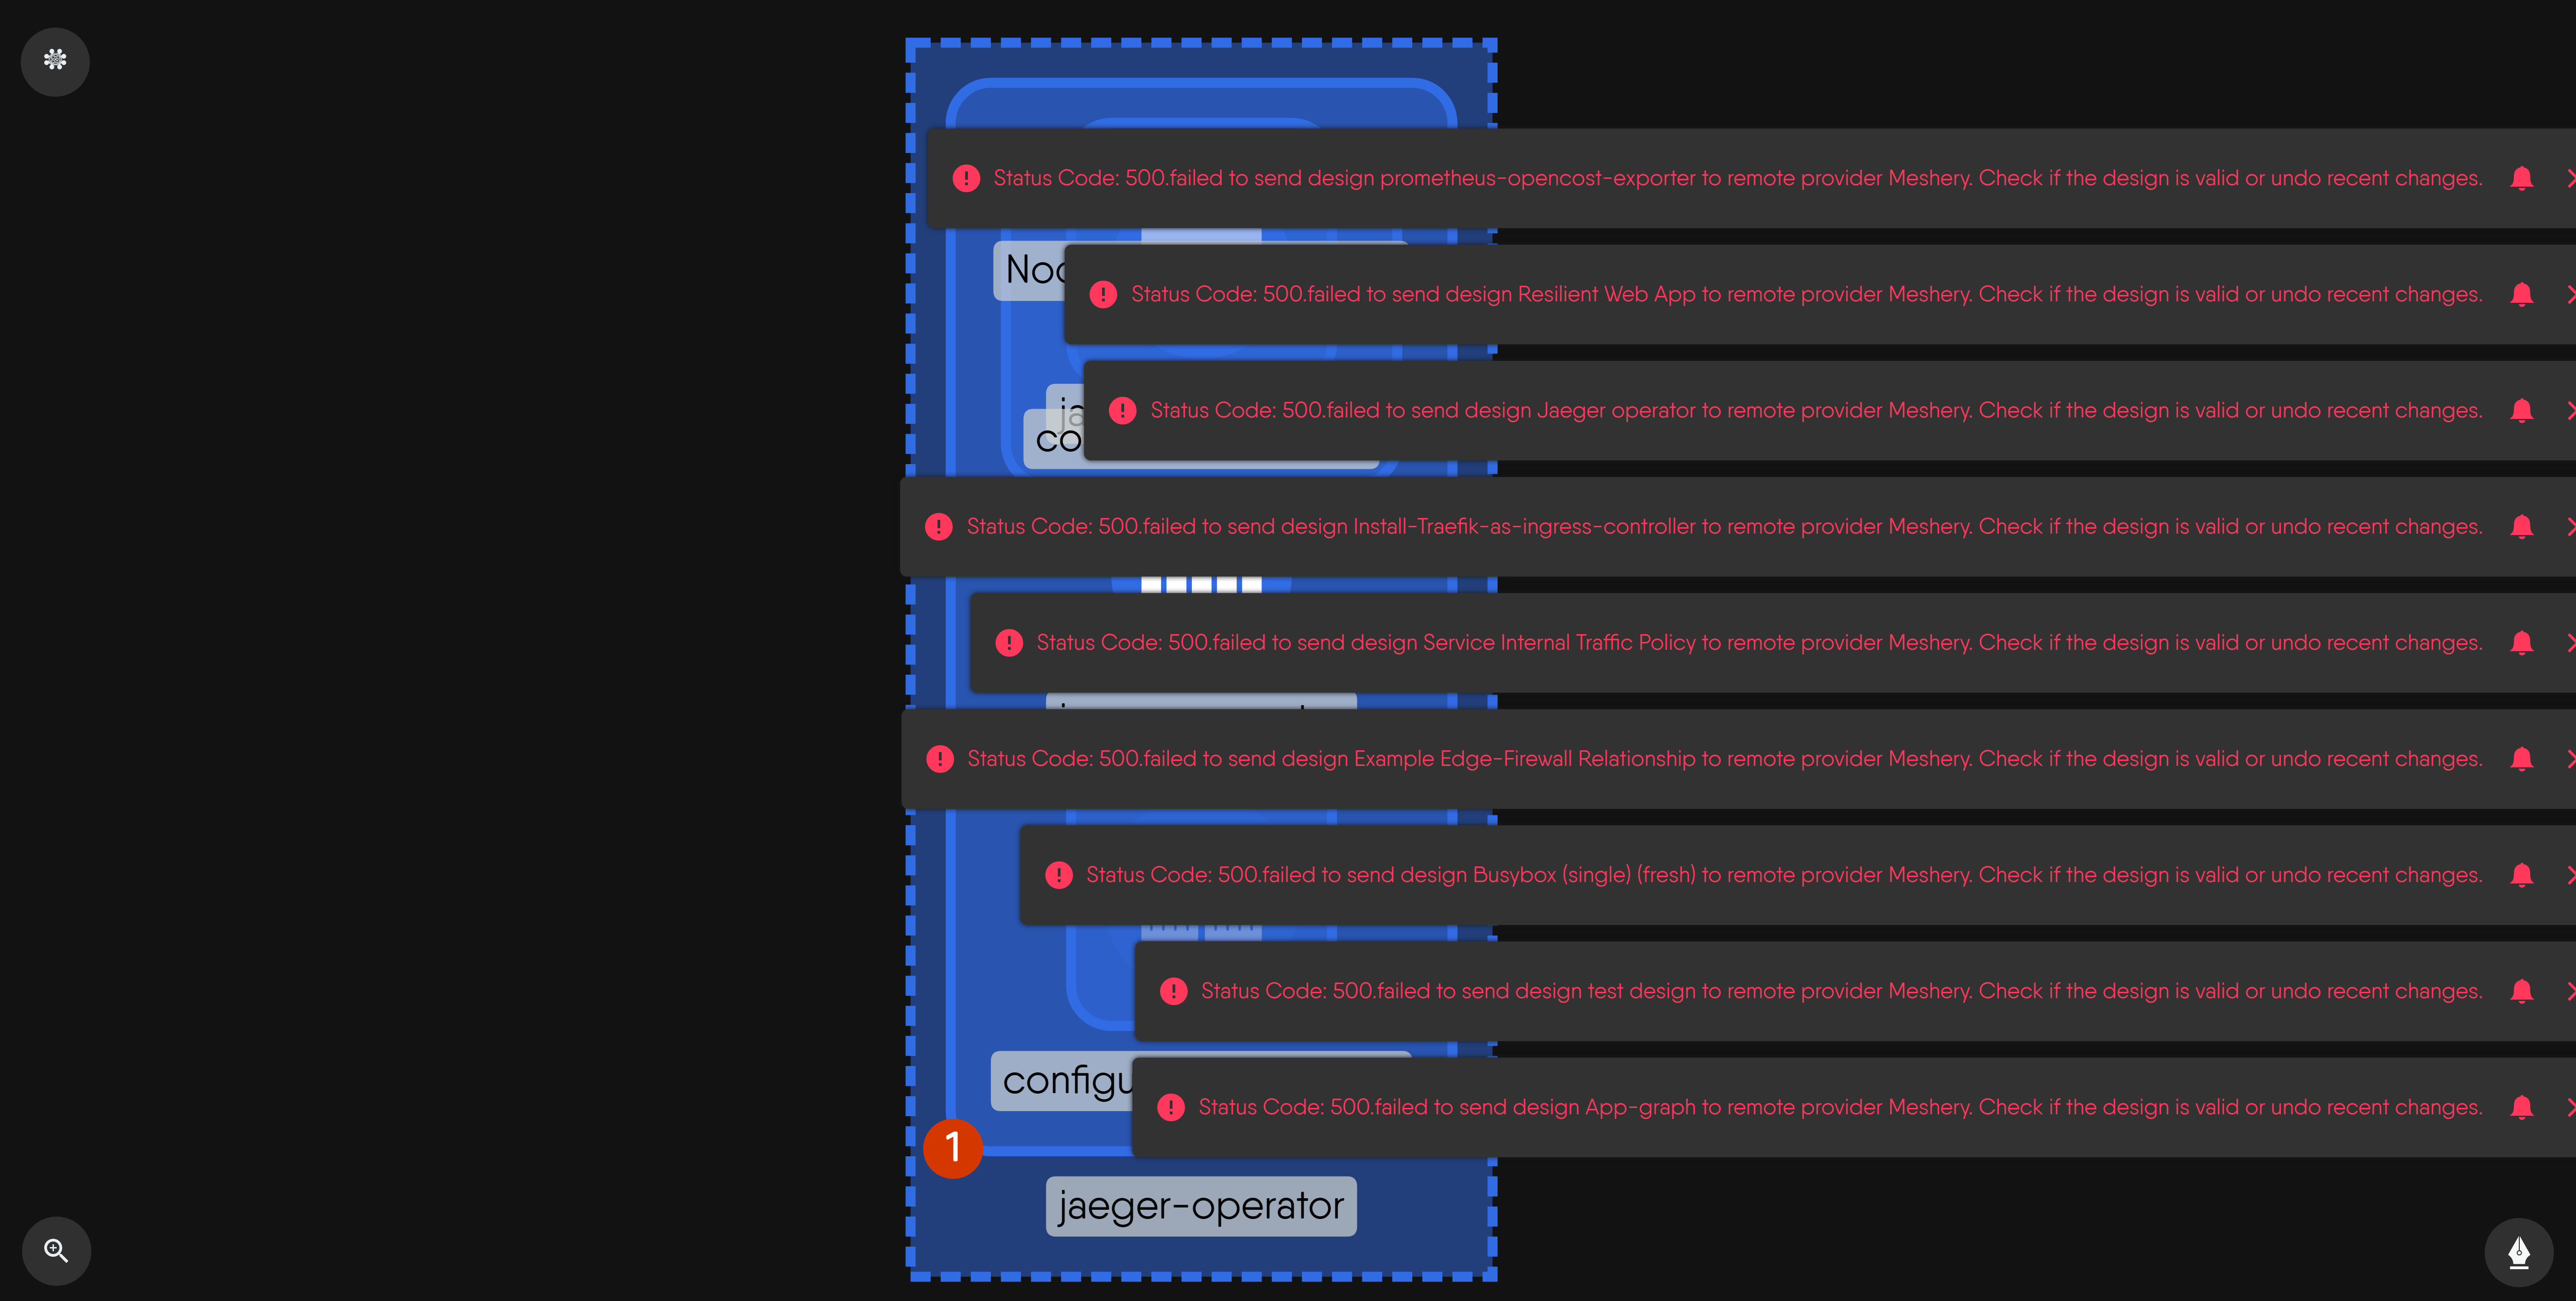 Status Code: 500.failed to send design prometheus-opencost-exporter to remote provider Meshery. Check if the design is valid or undo recent changes.
Status Code: 500.failed to send design Resilient Web App to remote provider Meshery. Check if the design is valid or undo recent changes.
Status Code: 500.failed to send design Jaeger operator to remote provider Meshery. Check if the design is valid or undo recent changes.
Status Code: 500.failed to send design Install-Traefik-as-ingress-controller to remote provider Meshery. Check if the design is valid or undo recent changes.
Status Code: 500.failed to send design Service Internal Traffic Policy to remote provider Meshery. Check if the design is valid or undo recent changes.
Status Code: 500.failed to send design Example Edge-Firewall Relationship to remote provider Meshery. Check if the design is valid or undo recent changes.
Status Code: 500.failed to send design Busybox (single) (fresh) to remote provider Meshery. Check if the design is valid or undo recent changes.
Status Code: 500.failed to send design test design to remote provider Meshery. Check if the design is valid or undo recent changes.
Status Code: 500.failed to send design App-graph to remote provider Meshery. Check if the design is valid or undo recent changes.
1
jaeger-operator